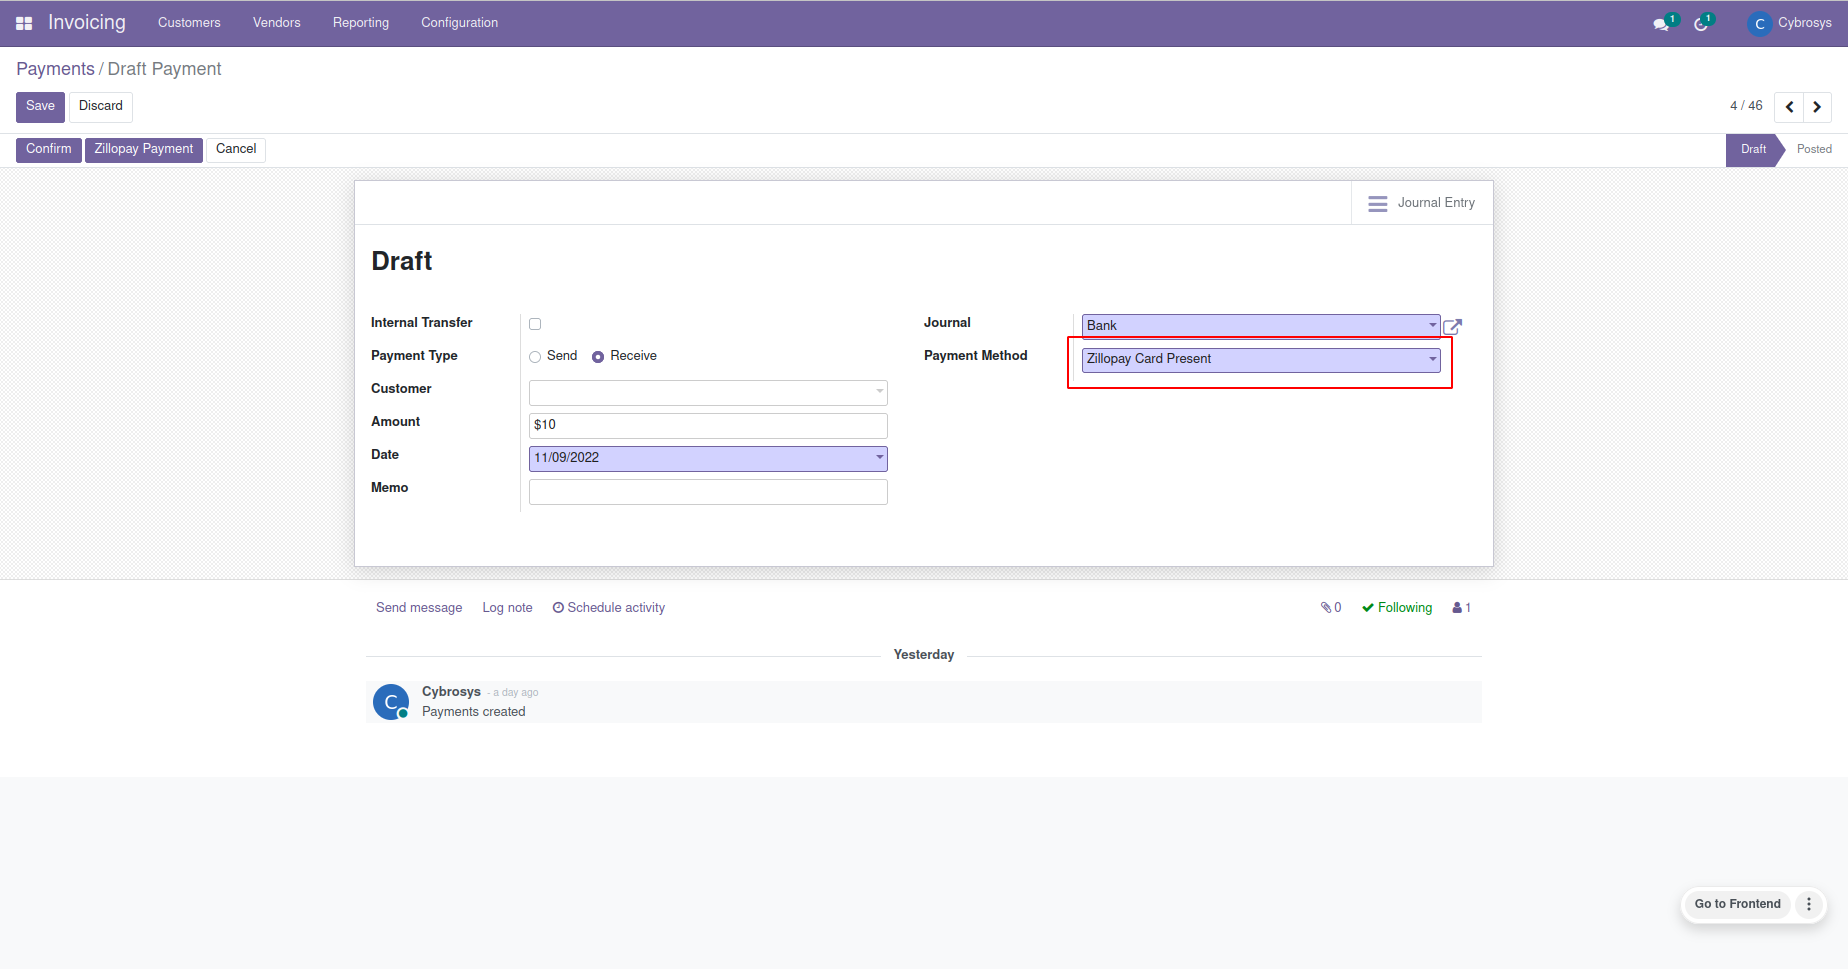 Invoicing Customers Vendors Reporting Configuration 1 1 C Cybrosys
Payments / Draft Payment
Save Discard 4 / 46
Confirm Zillopay Payment Cancel Draft Posted
Journal Entry
Draft
Internal Transfer
Payment Type Send Receive
Customer
Amount $10
Date 11/09/2022
Memo
Journal Bank
Payment Method Zillopay Card Present
Send message Log note Schedule activity 0 Following 1
Yesterday
C Cybrosys - a day ago
Payments created
Go to Frontend